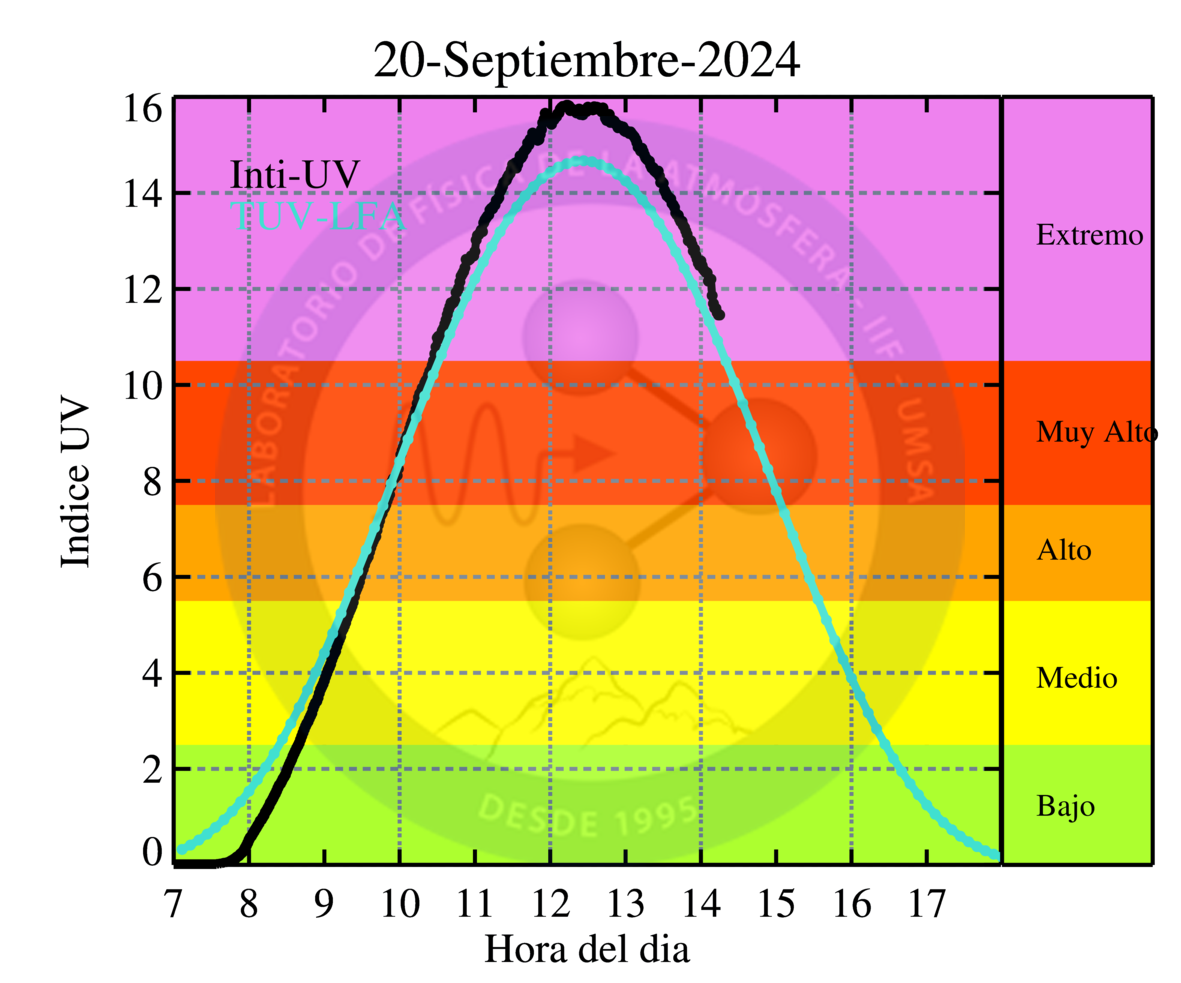 20-Septiembre-2024
Inti-UV
TUV-LFA
Indice UV
16
14
12
10
8
6
4
2
0
7 8 9 10 11 12 13 14 15 16 17
Hora del dia
Extremo
Muy Alto
Alto
Medio
Bajo
LABORATORIO DE FÍSICA DE LA ATMÓSFERA - IIF - UMSA
DESDE 1995